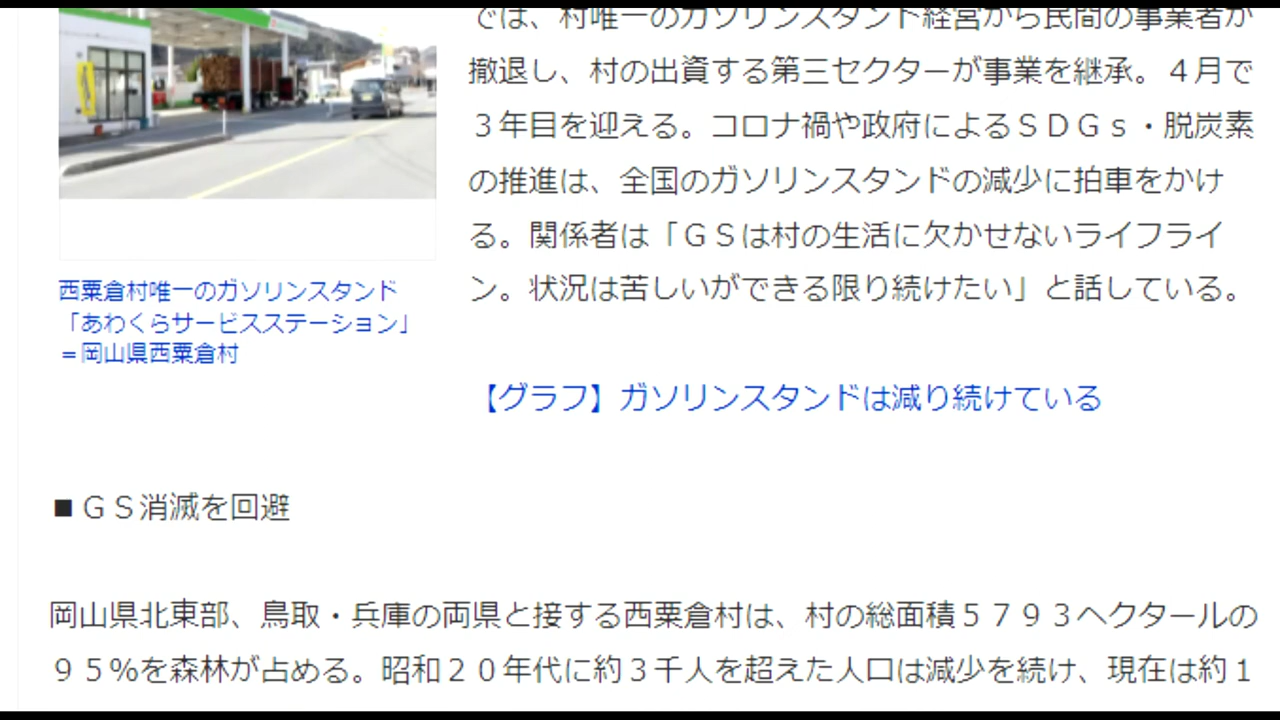 では、村唯一のガソリンスタンド経営から民間の事業者が
撤退し、村の出資する第三セクターが事業を継承。４月で
３年目を迎える。コロナ禍や政府によるＳＤＧｓ・脱炭素
の推進は、全国のガソリンスタンドの減少に拍車をかけ
る。関係者は「ＧＳは村の生活に欠かせないライフライ
ン。状況は苦しいができる限り続けたい」と話している。
西粟倉村唯一のガソリンスタンド
「あわくらサービスステーション」
＝岡山県西粟倉村
【グラフ】ガソリンスタンドは減り続けている
■ＧＳ消滅を回避
岡山県北東部、鳥取・兵庫の両県と接する西粟倉村は、村の総面積５７９３ヘクタールの
９５％を森林が占める。昭和２０年代に約３千人を超えた人口は減少を続け、現在は約１